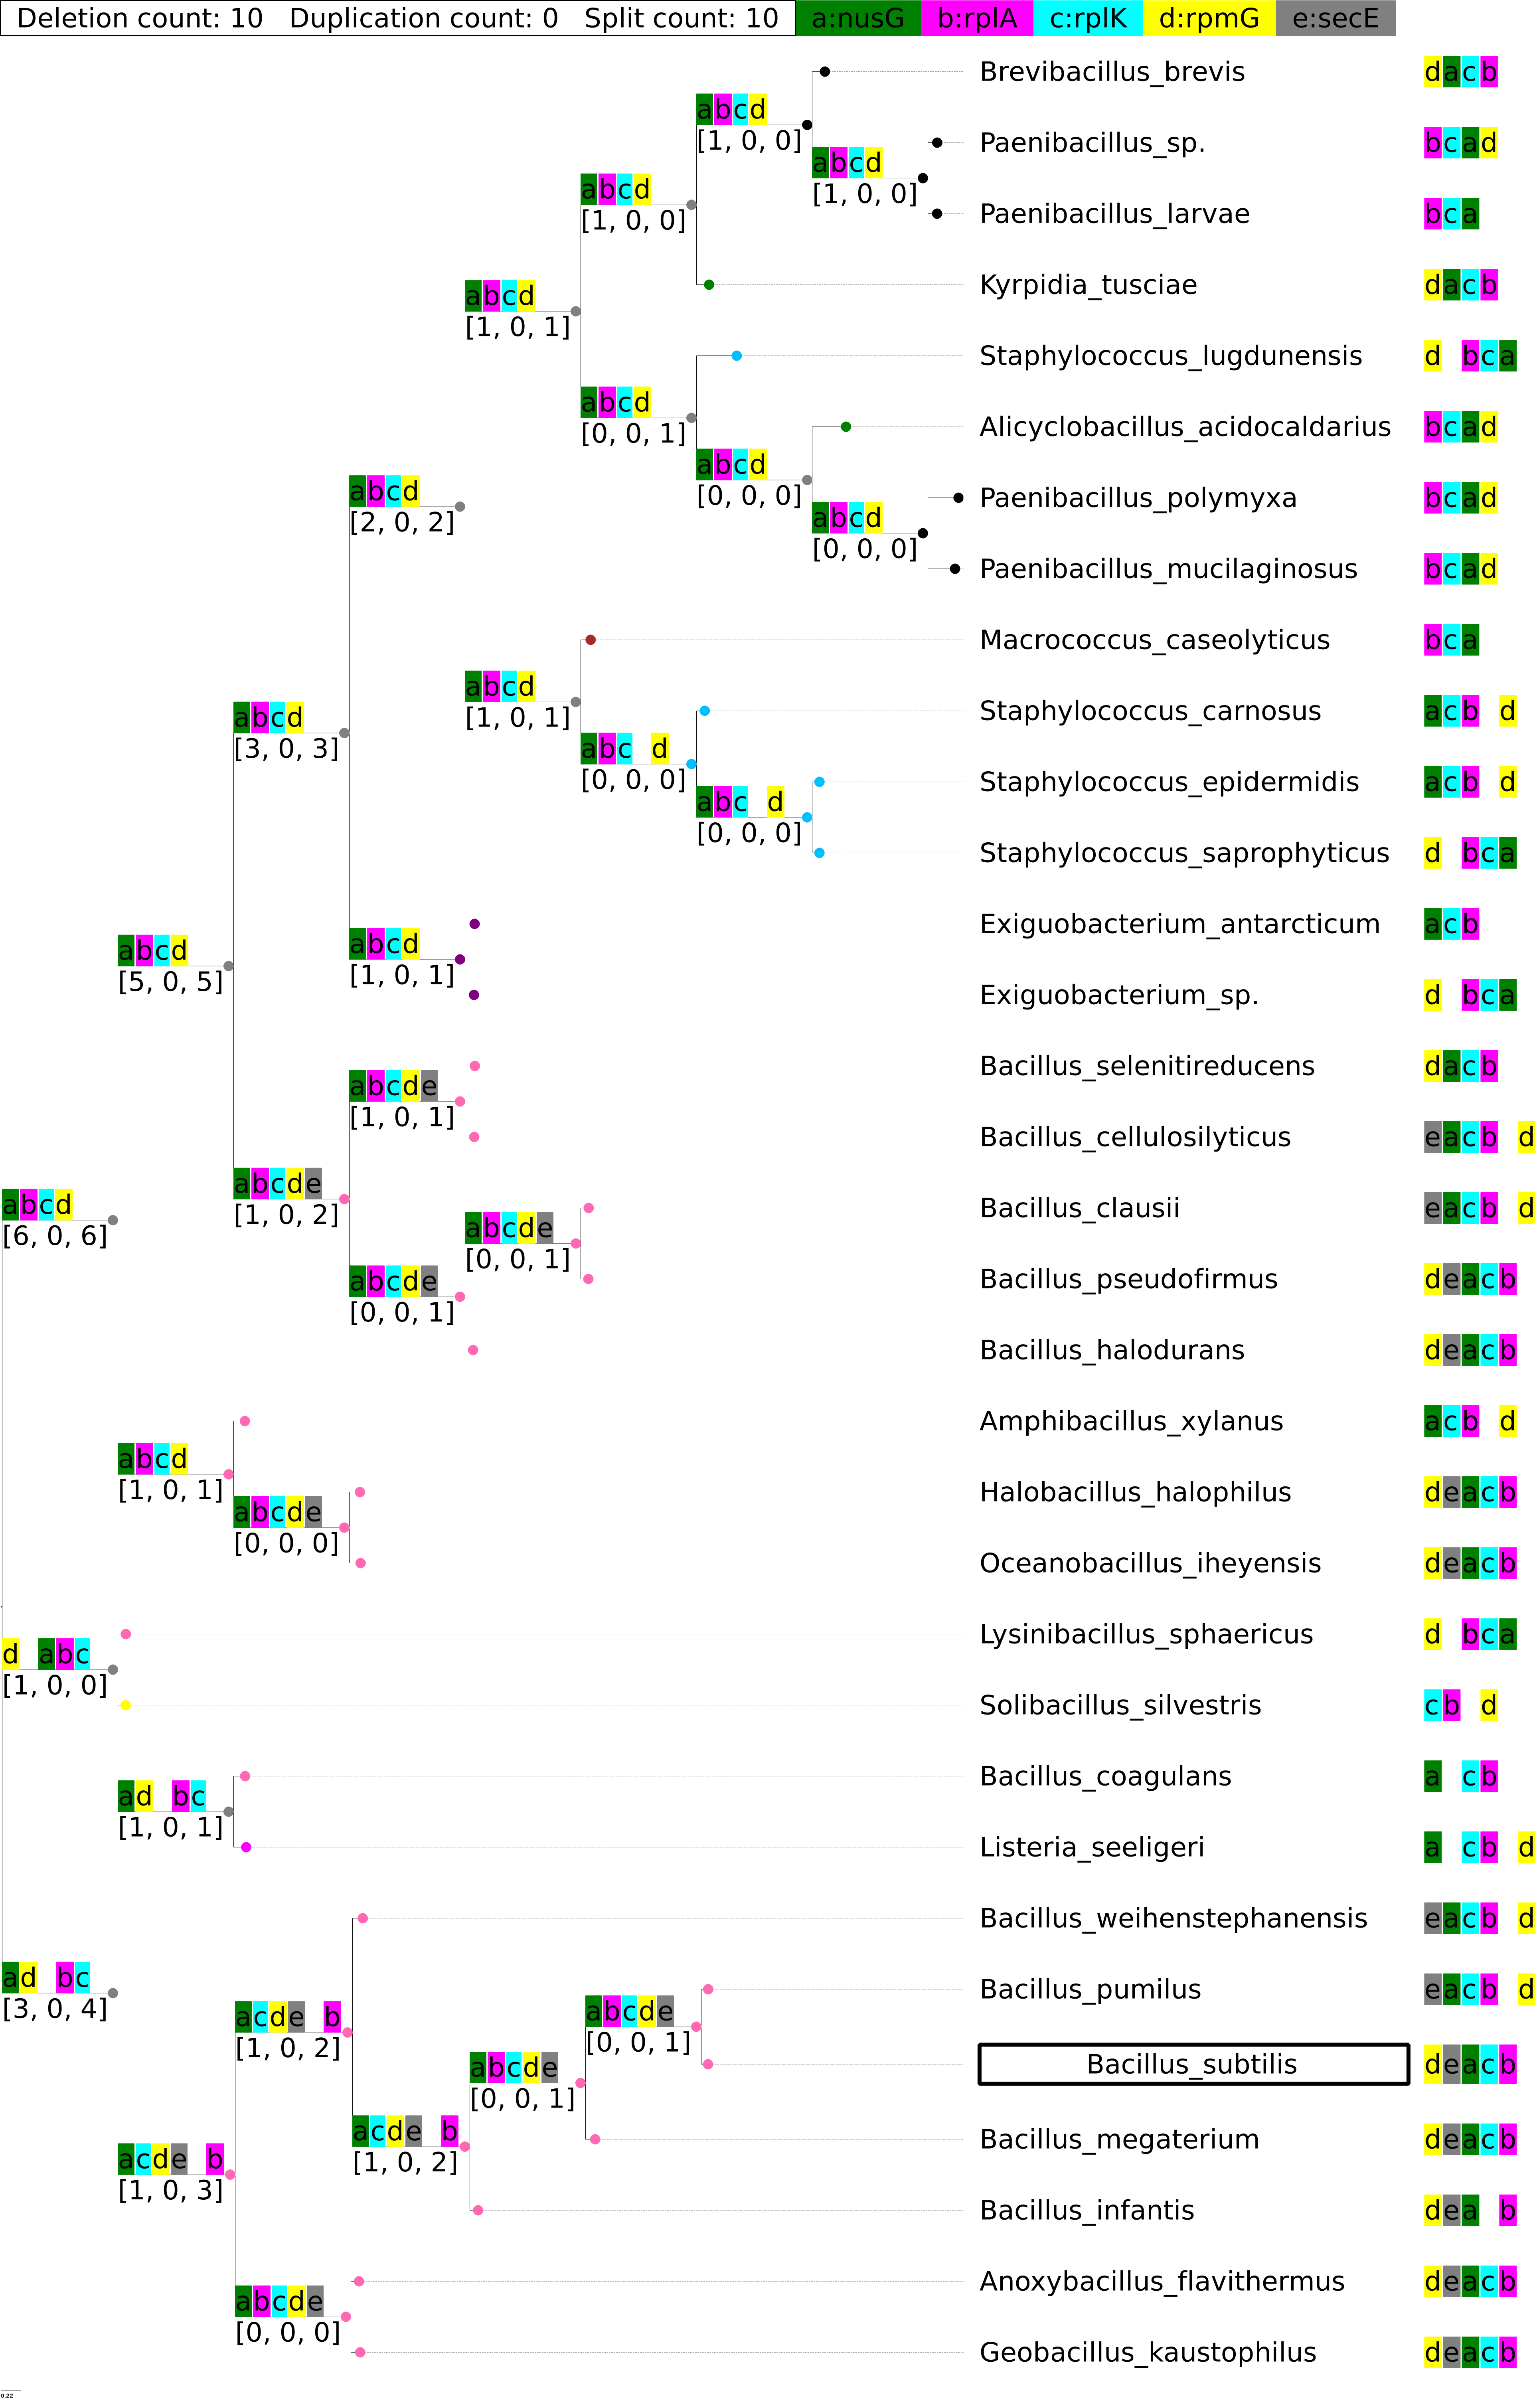 Deletion count: 10 Duplication count: 0 Split count: 10 a:nusG b:rplA c:rplK d:rpmG e:secE
Brevibacillus_brevis dacb
abcd
[1, 0, 0]
Paenibacillus_sp. bcad
abcd
[1, 0, 0]
abcd
[1, 0, 0]
Paenibacillus_larvae bca
Kyrpidia_tusciae dacb
abcd
[1, 0, 1]
Staphylococcus_lugdunensis d bca
abcd
[0, 0, 1]
Alicyclobacillus_acidocaldarius bcad
abcd
[0, 0, 0]
abcd
[2, 0, 2]
Paenibacillus_polymyxa bcad
abcd
[0, 0, 0]
Paenibacillus_mucilaginosus bcad
Macrococcus_caseolyticus bca
abcd
[1, 0, 1]
Staphylococcus_carnosus acb d
abcd
[3, 0, 3]
abc d
[0, 0, 0]
Staphylococcus_epidermidis acb d
abc d
[0, 0, 0]
Staphylococcus_saprophyticus d bca
Exiguobacterium_antarcticum acb
abcd
[1, 0, 1]
abcd
[5, 0, 5]
Exiguobacterium_sp. d bca
Bacillus_selenitireducens dacb
abcde
[1, 0, 1]
Bacillus_cellulosilyticus eacb d
abcde
[1, 0, 2]
abcd
[6, 0, 6]
Bacillus_clausii eacb d
abcde
[0, 0, 1]
Bacillus_pseudofirmus deacb
abcde
[0, 0, 1]
Bacillus_halodurans deacb
Amphibacillus_xylanus acb d
abcd
[1, 0, 1]
Halobacillus_halophilus deacb
abcde
[0, 0, 0]
Oceanobacillus_iheyensis deacb
Lysinibacillus_sphaericus d bca
d abc
[1, 0, 0]
Solibacillus_silvestris cb d
Bacillus_coagulans a cb
ad bc
[1, 0, 1]
Listeria_seeligeri a cb d
Bacillus_weihenstephanensis eacb d
ad bc
[3, 0, 4]
Bacillus_pumilus eacb d
abcde
[0, 0, 1]
acde b
[1, 0, 2]
Bacillus_subtilis deacb
abcde
[0, 0, 1]
Bacillus_megaterium deacb
acde b
[1, 0, 2]
acde b
[1, 0, 3]
Bacillus_infantis dea b
Anoxybacillus_flavithermus deacb
abcde
[0, 0, 0]
Geobacillus_kaustophilus deacb
0.22